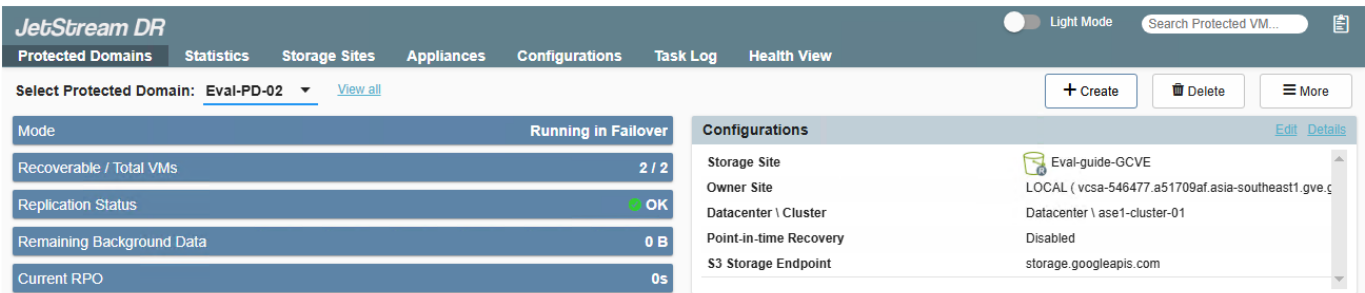 JetStream DR
Light Mode
Search Protected VM...
Protected Domains Statistics Storage Sites Appliances Configurations Task Log Health View
Select Protected Domain: Eval-PD-02 View all
+ Create Delete More
Mode Running in Failover
Recoverable / Total VMs 2 / 2
Replication Status OK
Remaining Background Data 0 B
Current RPO 0s
Configurations Edit Details
Storage Site Eval-guide-GCVE
Owner Site LOCAL ( vcsa-546477.a51709af.asia-southeast1.gve.g
Datacenter \ Cluster Datacenter \ ase1-cluster-01
Point-in-time Recovery Disabled
S3 Storage Endpoint storage.googleapis.com